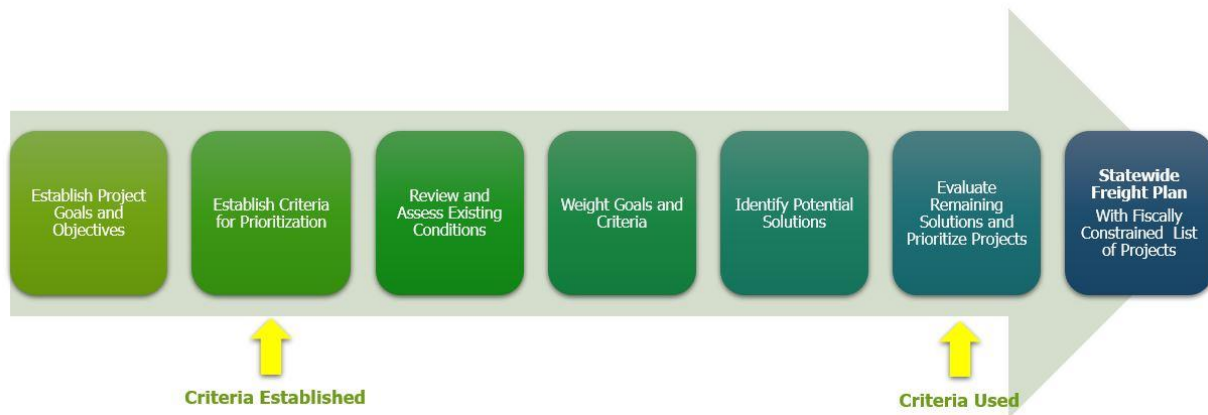 Establish Project
Goals and
Objectives
Establish Criteria
for Prioritization
Review and
Assess Existing
Conditions
Weight Goals and
Criteria
Identify Potential
Solutions
Evaluate
Remaining
Solutions and
Prioritize Projects
Statewide
Freight Plan
With Fiscally
Constrained List
of Projects
Criteria Established
Criteria Used